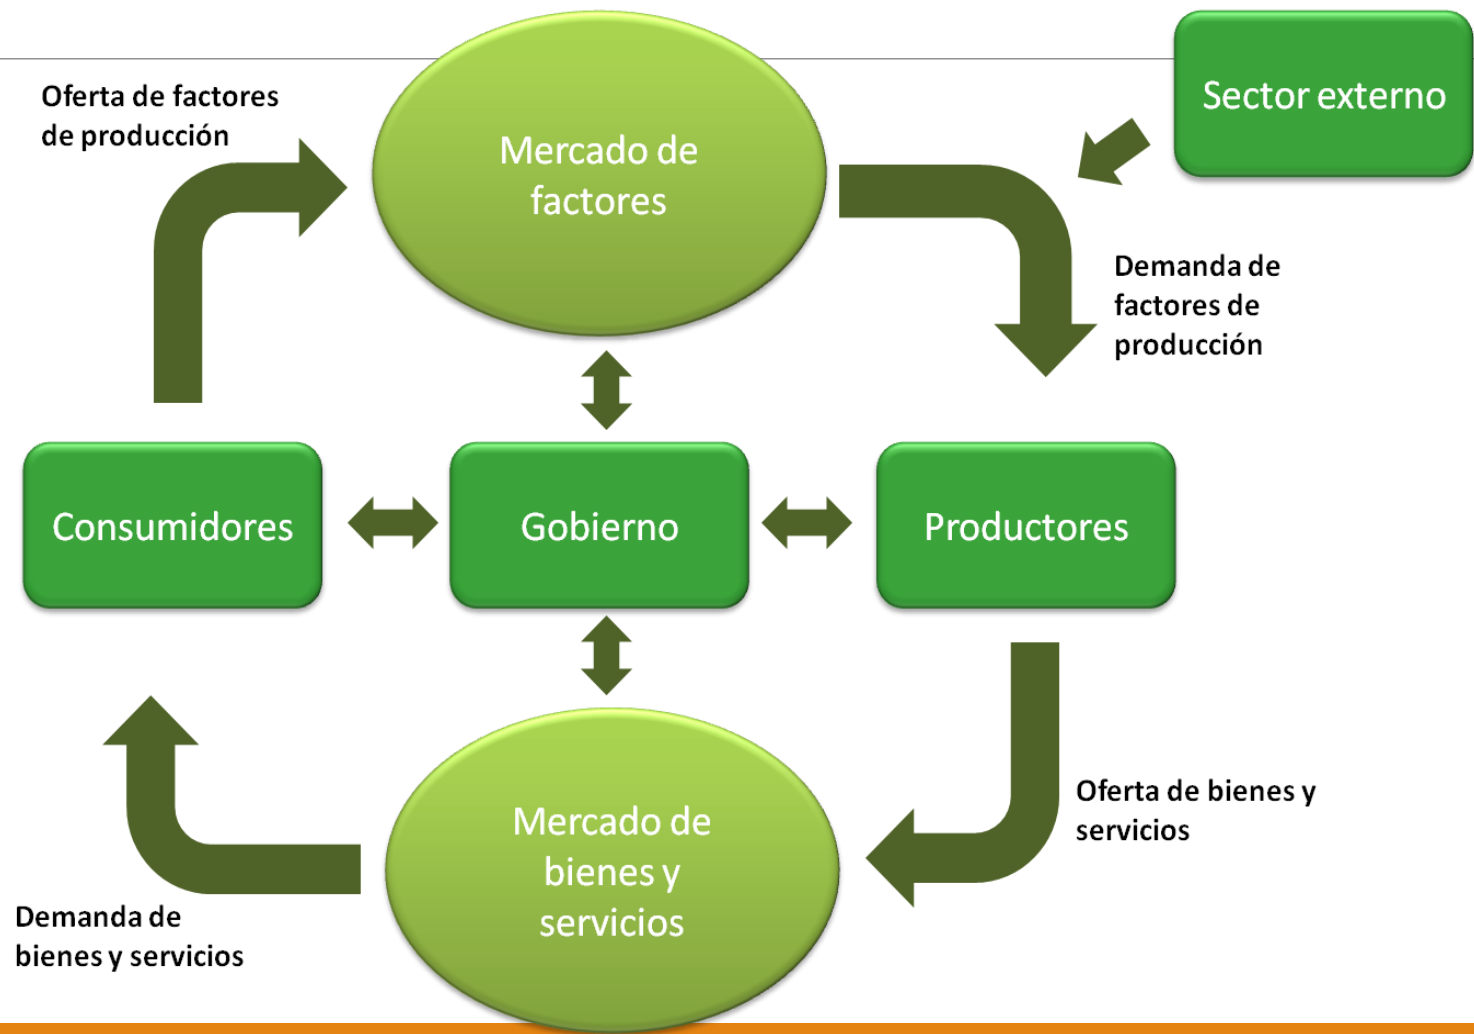 Oferta de factores
de producción
Mercado de
factores
Sector externo
Demanda de
factores de
producción
Consumidores
Gobierno
Productores
Oferta de bienes y
servicios
Mercado de
bienes y
servicios
Demanda de
bienes y servicios